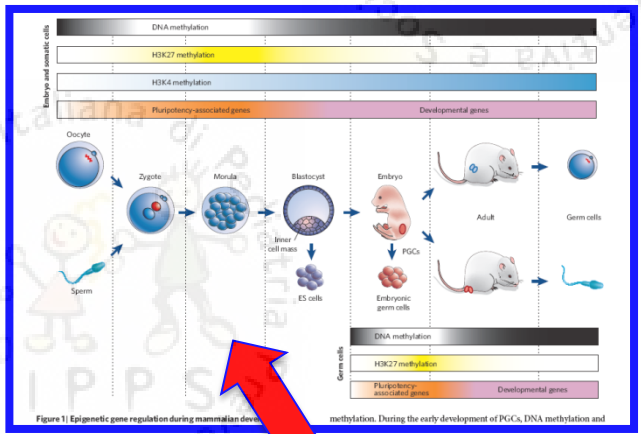 Embryo and somatic cells
DNA methylation
H3K27 methylation
H3K4 methylation
Pluripotency-associated genes Developmental genes
Oocyte
Zygote Morula Blastocyst Embryo
Adult Germ cells
Inner
cell mass
PGCs
Sperm
ES cells
Embryonic
germ cells
Germ cells
DNA methylation
H3K27 methylation
Pluripotency-
associated genes
Developmental genes
IPPS
Figure 1 | Epigenetic gene regulation during mammalian
methylation. During the early development of PGCs, DNA methylation and